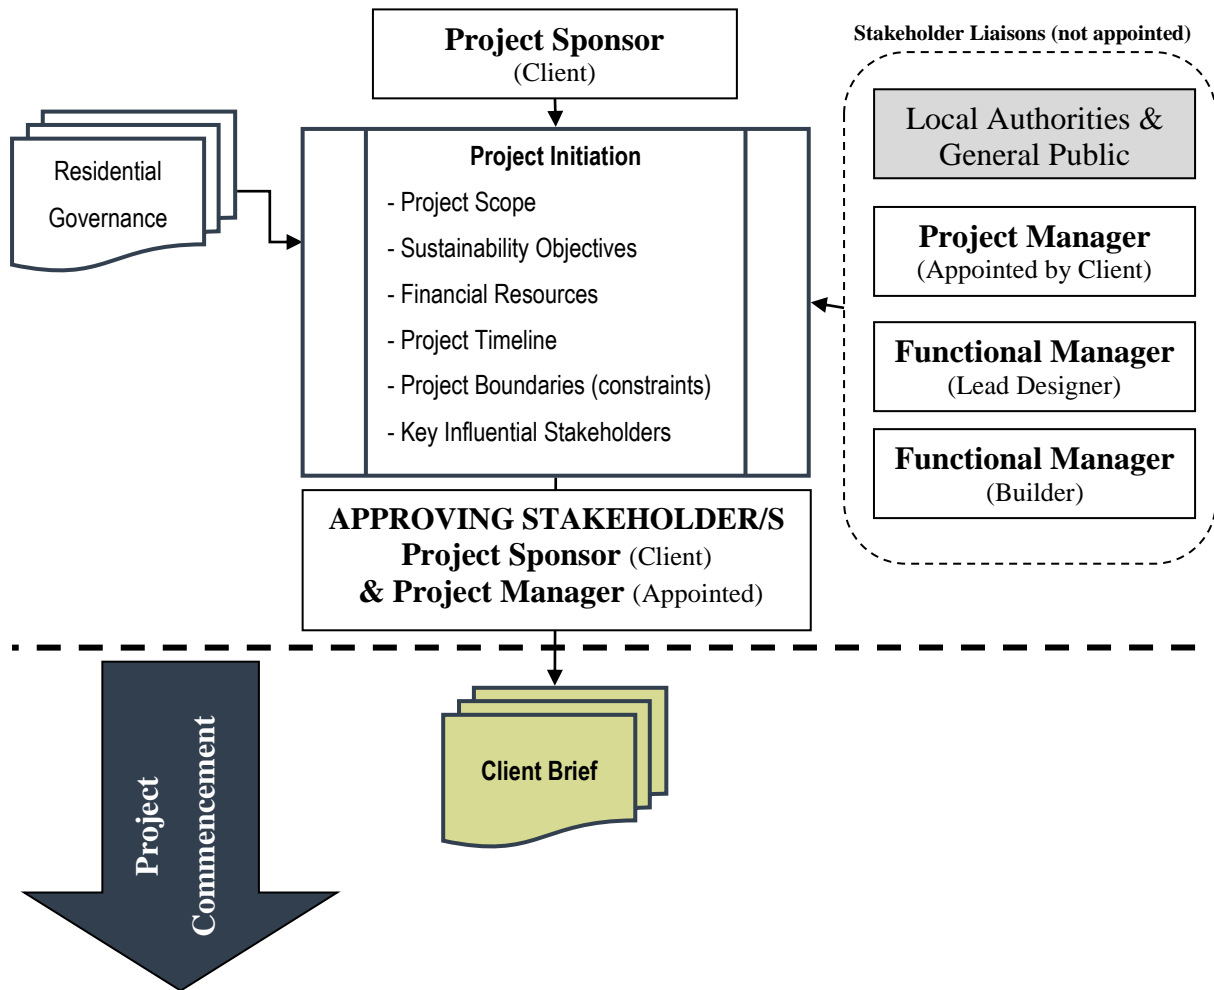 Project Sponsor
(Client)
Stakeholder Liaisons (not appointed)
Residential
Governance
Project Initiation
- Project Scope
- Sustainability Objectives
- Financial Resources
- Project Timeline
- Project Boundaries (constraints)
- Key Influential Stakeholders
Local Authorities &
General Public
Project Manager
(Appointed by Client)
Functional Manager
(Lead Designer)
Functional Manager
(Builder)
APPROVING STAKEHOLDER/S
Project Sponsor (Client)
& Project Manager (Appointed)
Project
Commencement
Client Brief